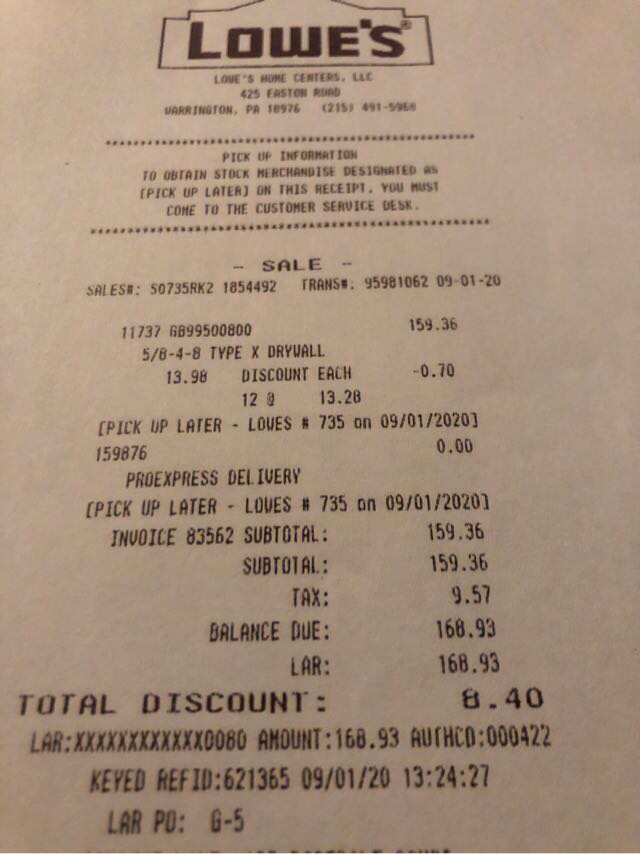 LOWE'S®
LOWE'S HOME CENTERS, LLC
425 EASTON ROAD
WARRINGTON, PA 18976 (215) 491-5968
PICK UP INFORMATION
TO OBTAIN STOCK MERCHANDISE DESIGNATED AS
[PICK UP LATER] ON THIS RECEIPT, YOU MUST
COME TO THE CUSTOMER SERVICE DESK.
- SALE -
SALES#: S0735RK2 1854492 TRANS#: 95981062 09-01-20
11737 GB99500800 159.36
5/8-4-8 TYPE X DRYWALL
13.98 DISCOUNT EACH -0.70
12 @ 13.28
[PICK UP LATER - LOWES # 735 on 09/01/2020]
159876 0.00
PROEXPRESS DELIVERY
[PICK UP LATER - LOWES # 735 on 09/01/2020]
INVOICE 83562 SUBTOTAL: 159.36
SUBTOTAL: 159.36
TAX: 9.57
BALANCE DUE: 168.93
LAR: 168.93
TOTAL DISCOUNT: 8.40
LAR:XXXXXXXXXXXX0080 AMOUNT:168.93 AUTHCD:000422
KEYED REFID:621365 09/01/20 13:24:27
LAR PO: G-5